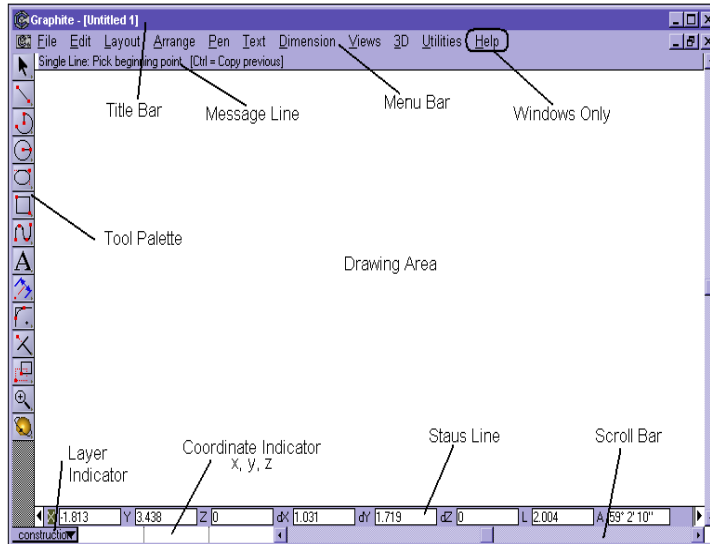 Graphite - [Untitled 1]
File Edit Layout Arrange Pen Text Dimension Views 3D Utilities Help
Single Line: Pick beginning point. [Ctrl = Copy previous]
Title Bar
Message Line
Menu Bar
Windows Only
Tool Palette
A
Drawing Area
Layer
Indicator
Coordinate Indicator
x, y, z
Staus Line
Scroll Bar
X -1.813 Y 3.438 Z 0 dX 1.031 dY 1.719 dZ 0 L 2.004 A 59° 2' 10"
construction